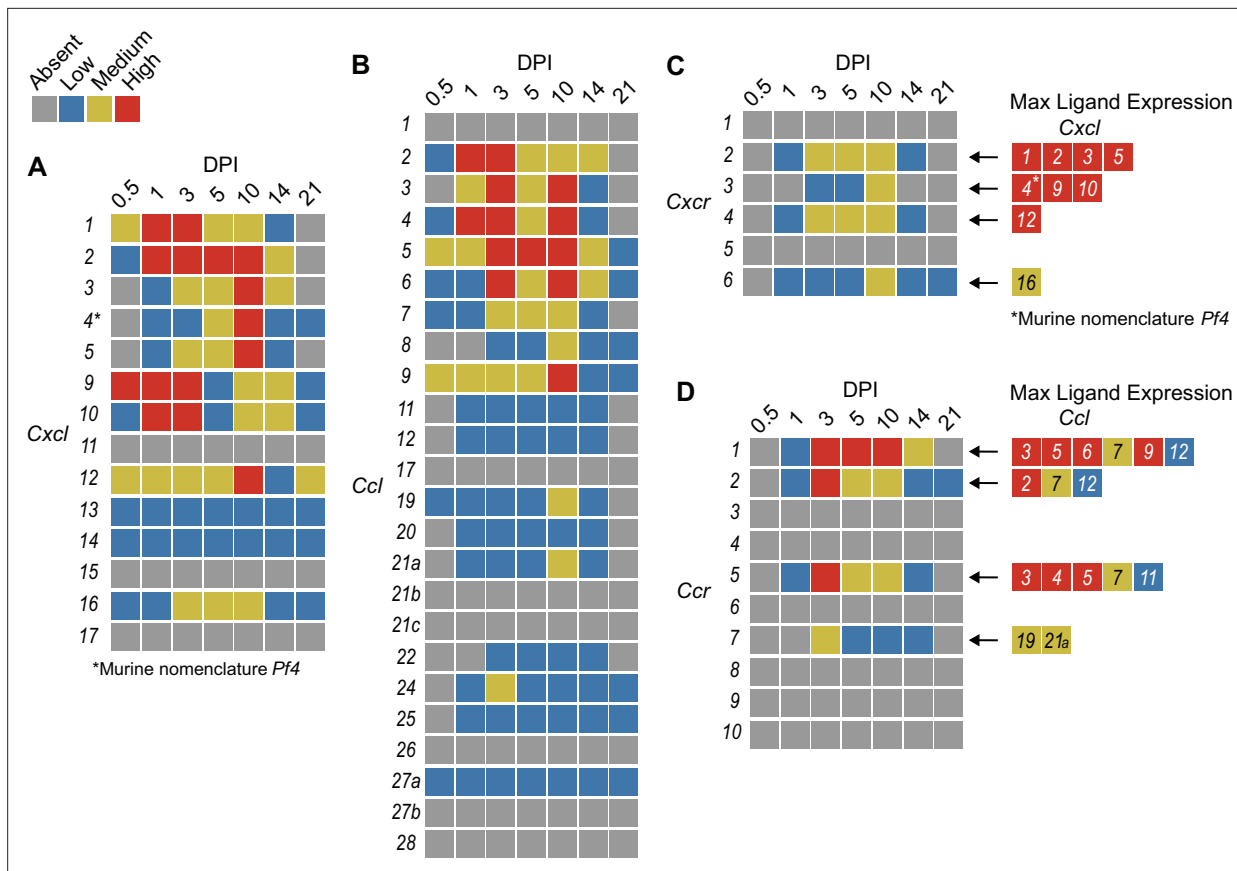 Absent
Low
Medium
High
A
DPI
0.5 1 3 5 10 14 21
Cxcl
1
2
3
4*
5
9
10
11
12
13
14
15
16
17
*Murine nomenclature Pf4
B
DPI
0.5 1 3 5 10 14 21
Ccl
1
2
3
4
5
6
7
8
9
11
12
17
19
20
21a
21b
21c
22
24
25
26
27a
27b
28
C
DPI
0.5 1 3 5 10 14 21
Max Ligand Expression
Cxcl
Cxcr
1
2 1 2 3 5
3 4* 9 10
4 12
5
6 16
*Murine nomenclature Pf4
D
DPI
0.5 1 3 5 10 14 21
Max Ligand Expression
Ccl
Ccr
1 3 5 6 7 9 12
2 2 7 12
3
4
5 3 4 5 7 11
6
7 19 21a
8
9
10